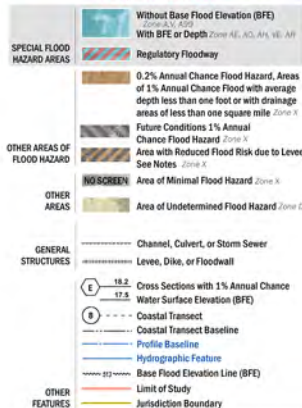 Without Base Flood Elevation (BFE)
Zone A,V, A99
With BFE or Depth Zone AE, AO, AH, VE, AR
SPECIAL FLOOD
HAZARD AREAS
Regulatory Floodway
0.2% Annual Chance Flood Hazard, Areas
of 1% Annual Chance Flood with average
depth less than one foot or with drainage
areas of less than one square mile Zone X
Future Conditions 1% Annual
Chance Flood Hazard Zone X
OTHER AREAS OF
FLOOD HAZARD
Area with Reduced Flood Risk due to Levee
See Notes Zone X
NO SCREEN Area of Minimal Flood Hazard Zone X
OTHER
AREAS
Area of Undetermined Flood Hazard Zone D
GENERAL
STRUCTURES
Channel, Culvert, or Storm Sewer
Levee, Dike, or Floodwall
E 18.2 Cross Sections with 1% Annual Chance
17.5 Water Surface Elevation (BFE)
8 Coastal Transect
Coastal Transect Baseline
Profile Baseline
Hydrographic Feature
513 Base Flood Elevation Line (BFE)
OTHER
FEATURES
Limit of Study
Jurisdiction Boundary